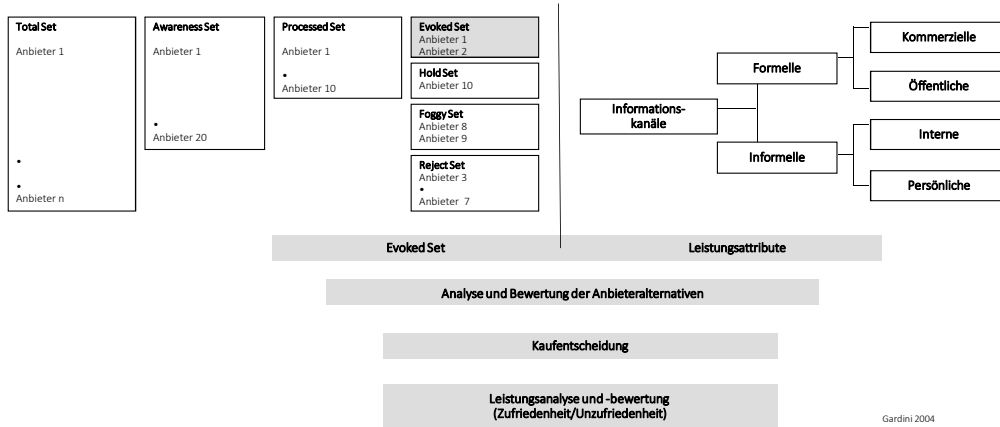 Total Set
Anbieter 1
•
•
Anbieter n
Awareness Set
Anbieter 1
•
Anbieter 20
Processed Set
Anbieter 1
•
Anbieter 10
Evoked Set
Anbieter 1
Anbieter 2
Hold Set
Anbieter 10
Foggy Set
Anbieter 8
Anbieter 9
Reject Set
Anbieter 3
•
Anbieter 7
Informations-
kanäle
Formelle
Informelle
Kommerzielle
Öffentliche
Interne
Persönliche
Evoked Set
Leistungsattribute
Analyse und Bewertung der Anbieteralternativen
Kaufentscheidung
Leistungsanalyse und -bewertung
(Zufriedenheit/Unzufriedenheit)
Gardini 2004